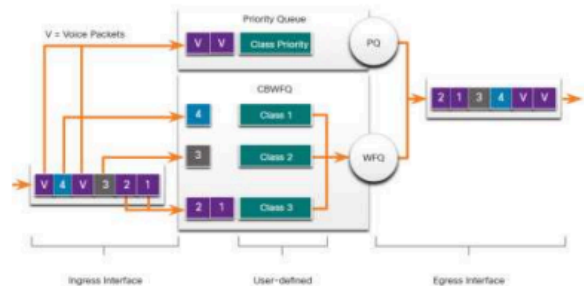 Priority Queue
V = Voice Packets
V V Class Priority
PQ
CBWFQ
4 Class 1
2 1 3 4 V V
3 Class 2
WFQ
V 4 V 3 2 1
2 1 Class 3
Ingress Interface
User-defined
Egress Interface